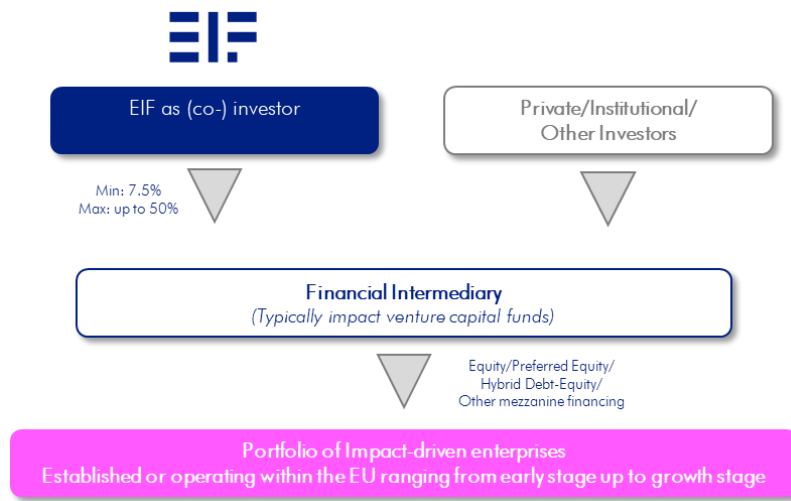 EIF
EIF as (co-) investor
Private/Institutional/
Other Investors
Min: 7.5%
Max: up to 50%
Financial Intermediary
(Typically impact venture capital funds)
Equity/Preferred Equity/
Hybrid Debt-Equity/
Other mezzanine financing
Portfolio of Impact-driven enterprises
Established or operating within the EU ranging from early stage up to growth stage